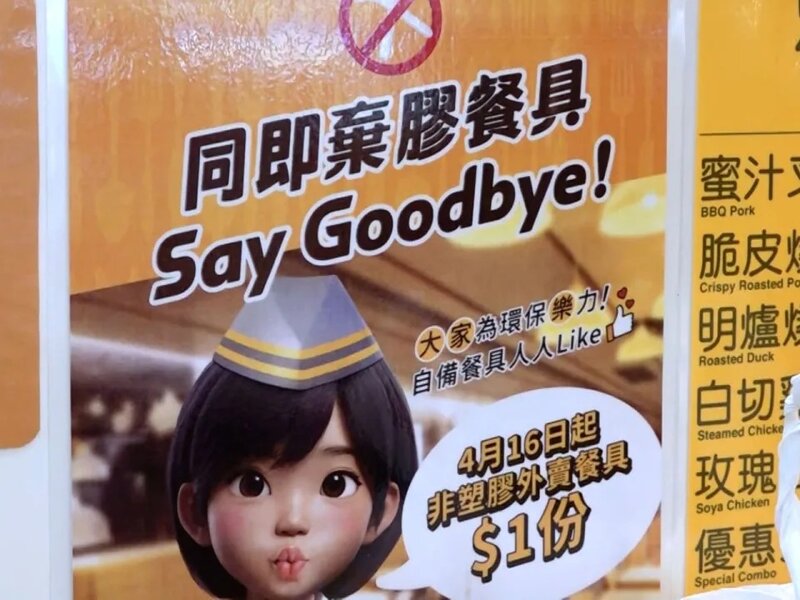 同即棄膠餐具
Say Goodbye!
大家為環保樂力!
自備餐具人人Like
4月16日起
非塑膠外賣餐具
$1份
蜜汁
BBQ Pork
脆皮
Crispy Roasted
明爐
Roasted Duck
白切
Steamed
玫瑰
Soya Chicken
優惠
Special Combo